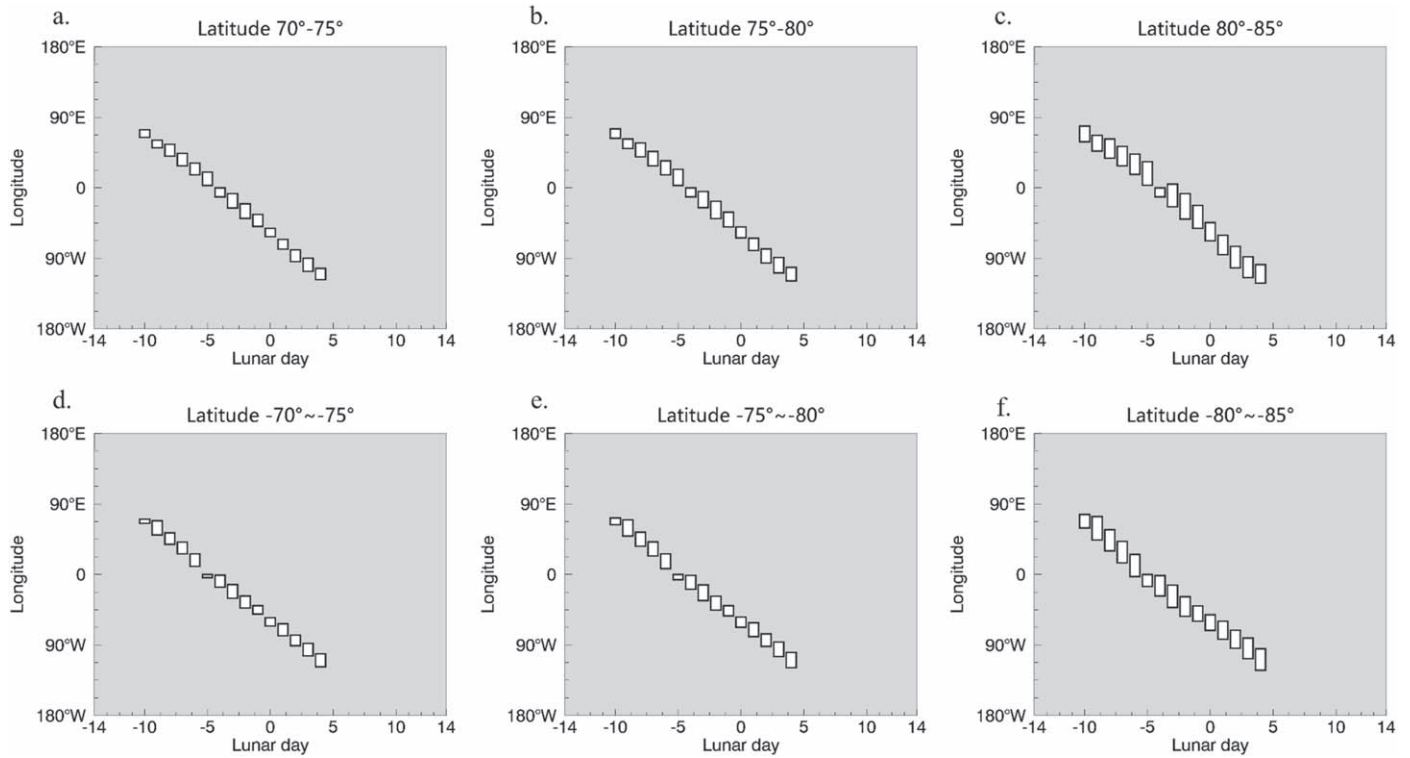 a.
Latitude 70°-75°
180°E
90°E
0
90°W
180°W
Longitude
-14 -10 -5 0 5 10 14
Lunar day
b.
Latitude 75°-80°
180°E
90°E
0
90°W
180°W
Longitude
-14 -10 -5 0 5 10 14
Lunar day
c.
Latitude 80°-85°
180°E
90°E
0
90°W
180°W
Longitude
-14 -10 -5 0 5 10 14
Lunar day
d.
Latitude -70°~-75°
180°E
90°E
0
90°W
180°W
Longitude
-14 -10 -5 0 5 10 14
Lunar day
e.
Latitude -75°~-80°
180°E
90°E
0
90°W
180°W
Longitude
-14 -10 -5 0 5 10 14
Lunar day
f.
Latitude -80°~-85°
180°E
90°E
0
90°W
180°W
Longitude
-14 -10 -5 0 5 10 14
Lunar day